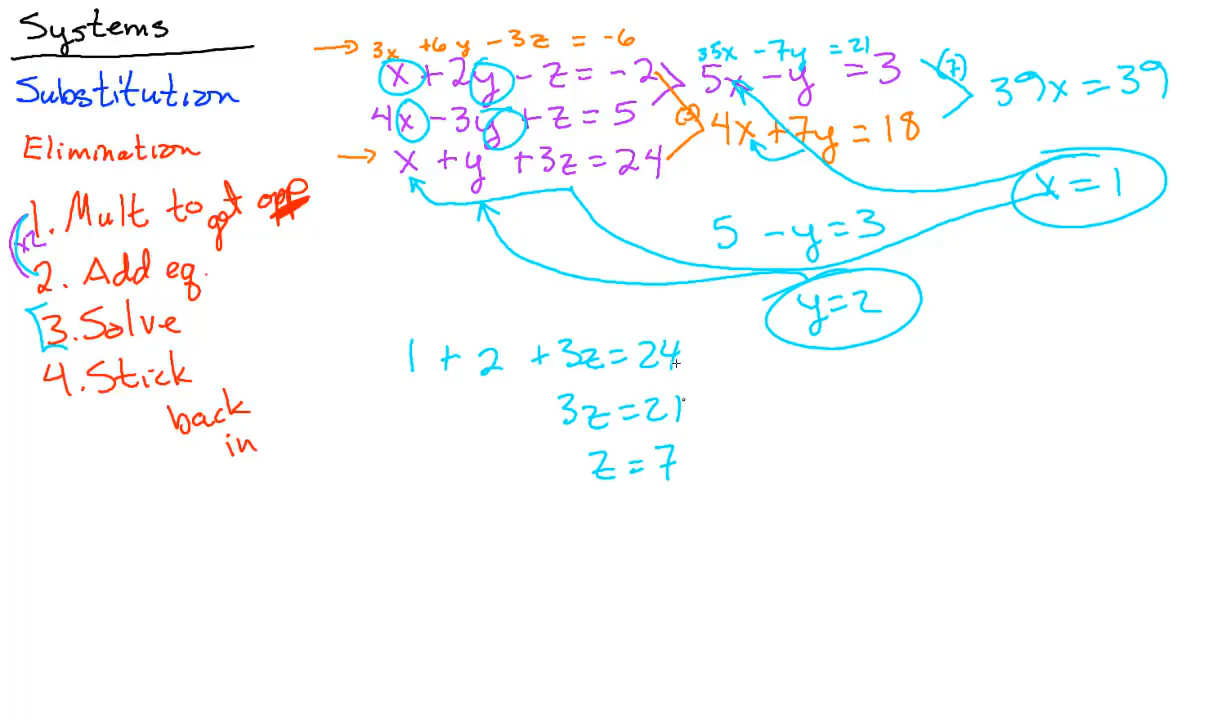 Systems
Substitution
Elimination
1. Mult to get opp
x2
2. Add eq.
3. Solve
4. Stick
back
in
3x +6y - 3z = -6
x + 2y - z = -2
4x - 3y + z = 5
x + y + 3z = 24
35x - 7y = 21
5x - y = 3
(7)
4x + 7y = 18
39x = 39
x = 1
5 - y = 3
y = 2
1 + 2 + 3z = 24
3z = 21
z = 7